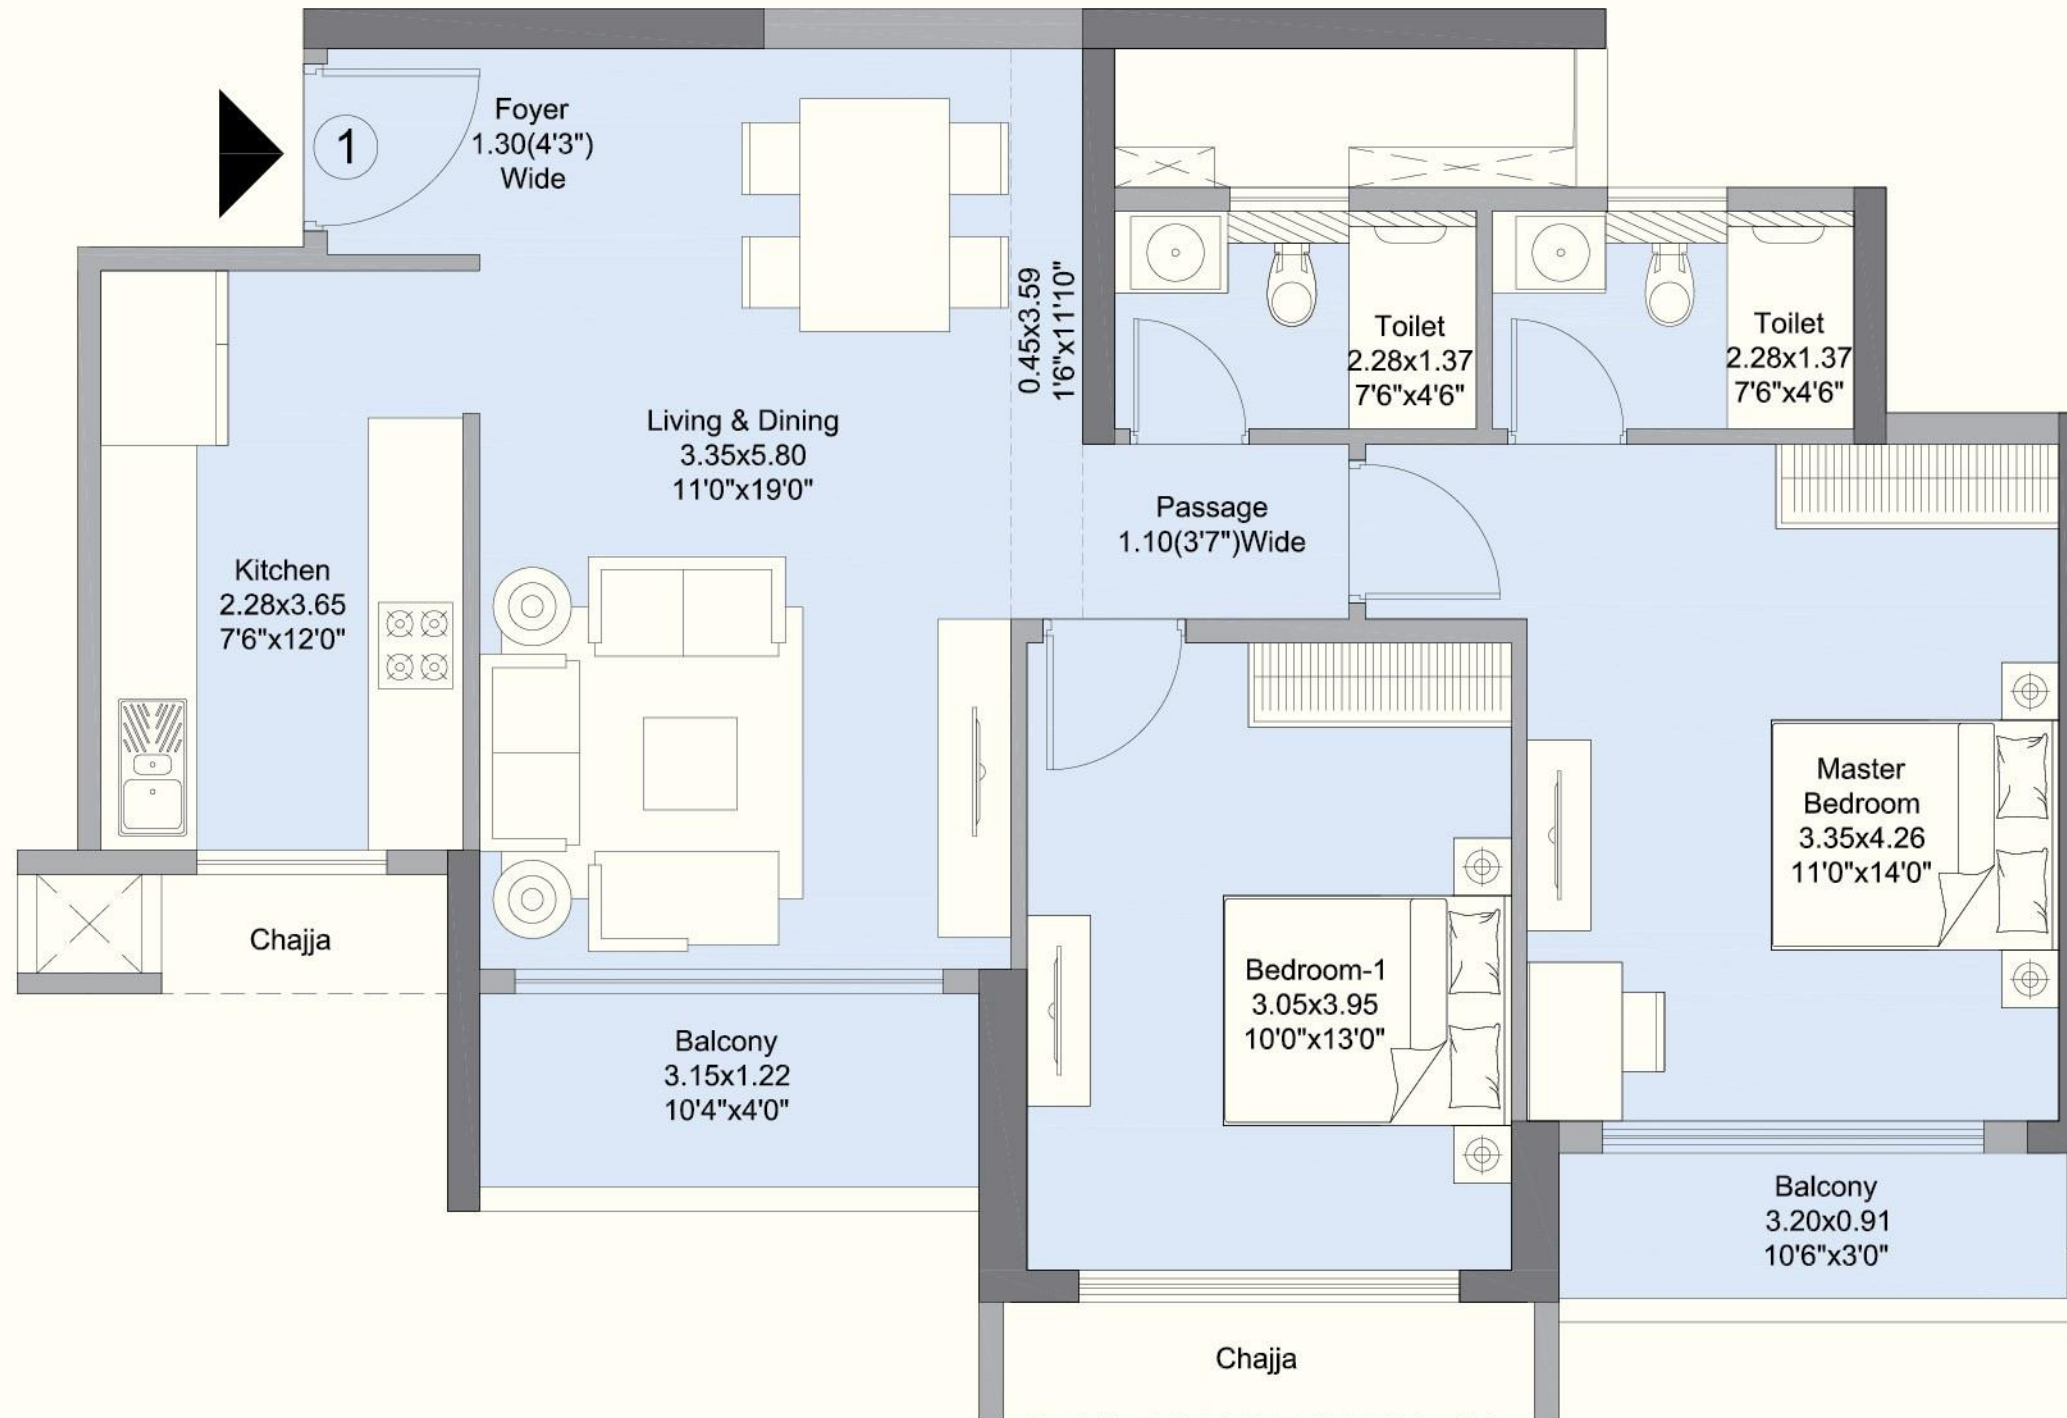 1
Foyer
1.30(4'3")
Wide
0.45x3.59
1'6"x11'10"
Toilet
2.28x1.37
7'6"x4'6"
Toilet
2.28x1.37
7'6"x4'6"
Living & Dining
3.35x5.80
11'0"x19'0"
Passage
1.10(3'7")Wide
Kitchen
2.28x3.65
7'6"x12'0"
Master
Bedroom
3.35x4.26
11'0"x14'0"
Chajja
Bedroom-1
3.05x3.95
10'0"x13'0"
Balcony
3.15x1.22
10'4"x4'0"
Balcony
3.20x0.91
10'6"x3'0"
Chajja